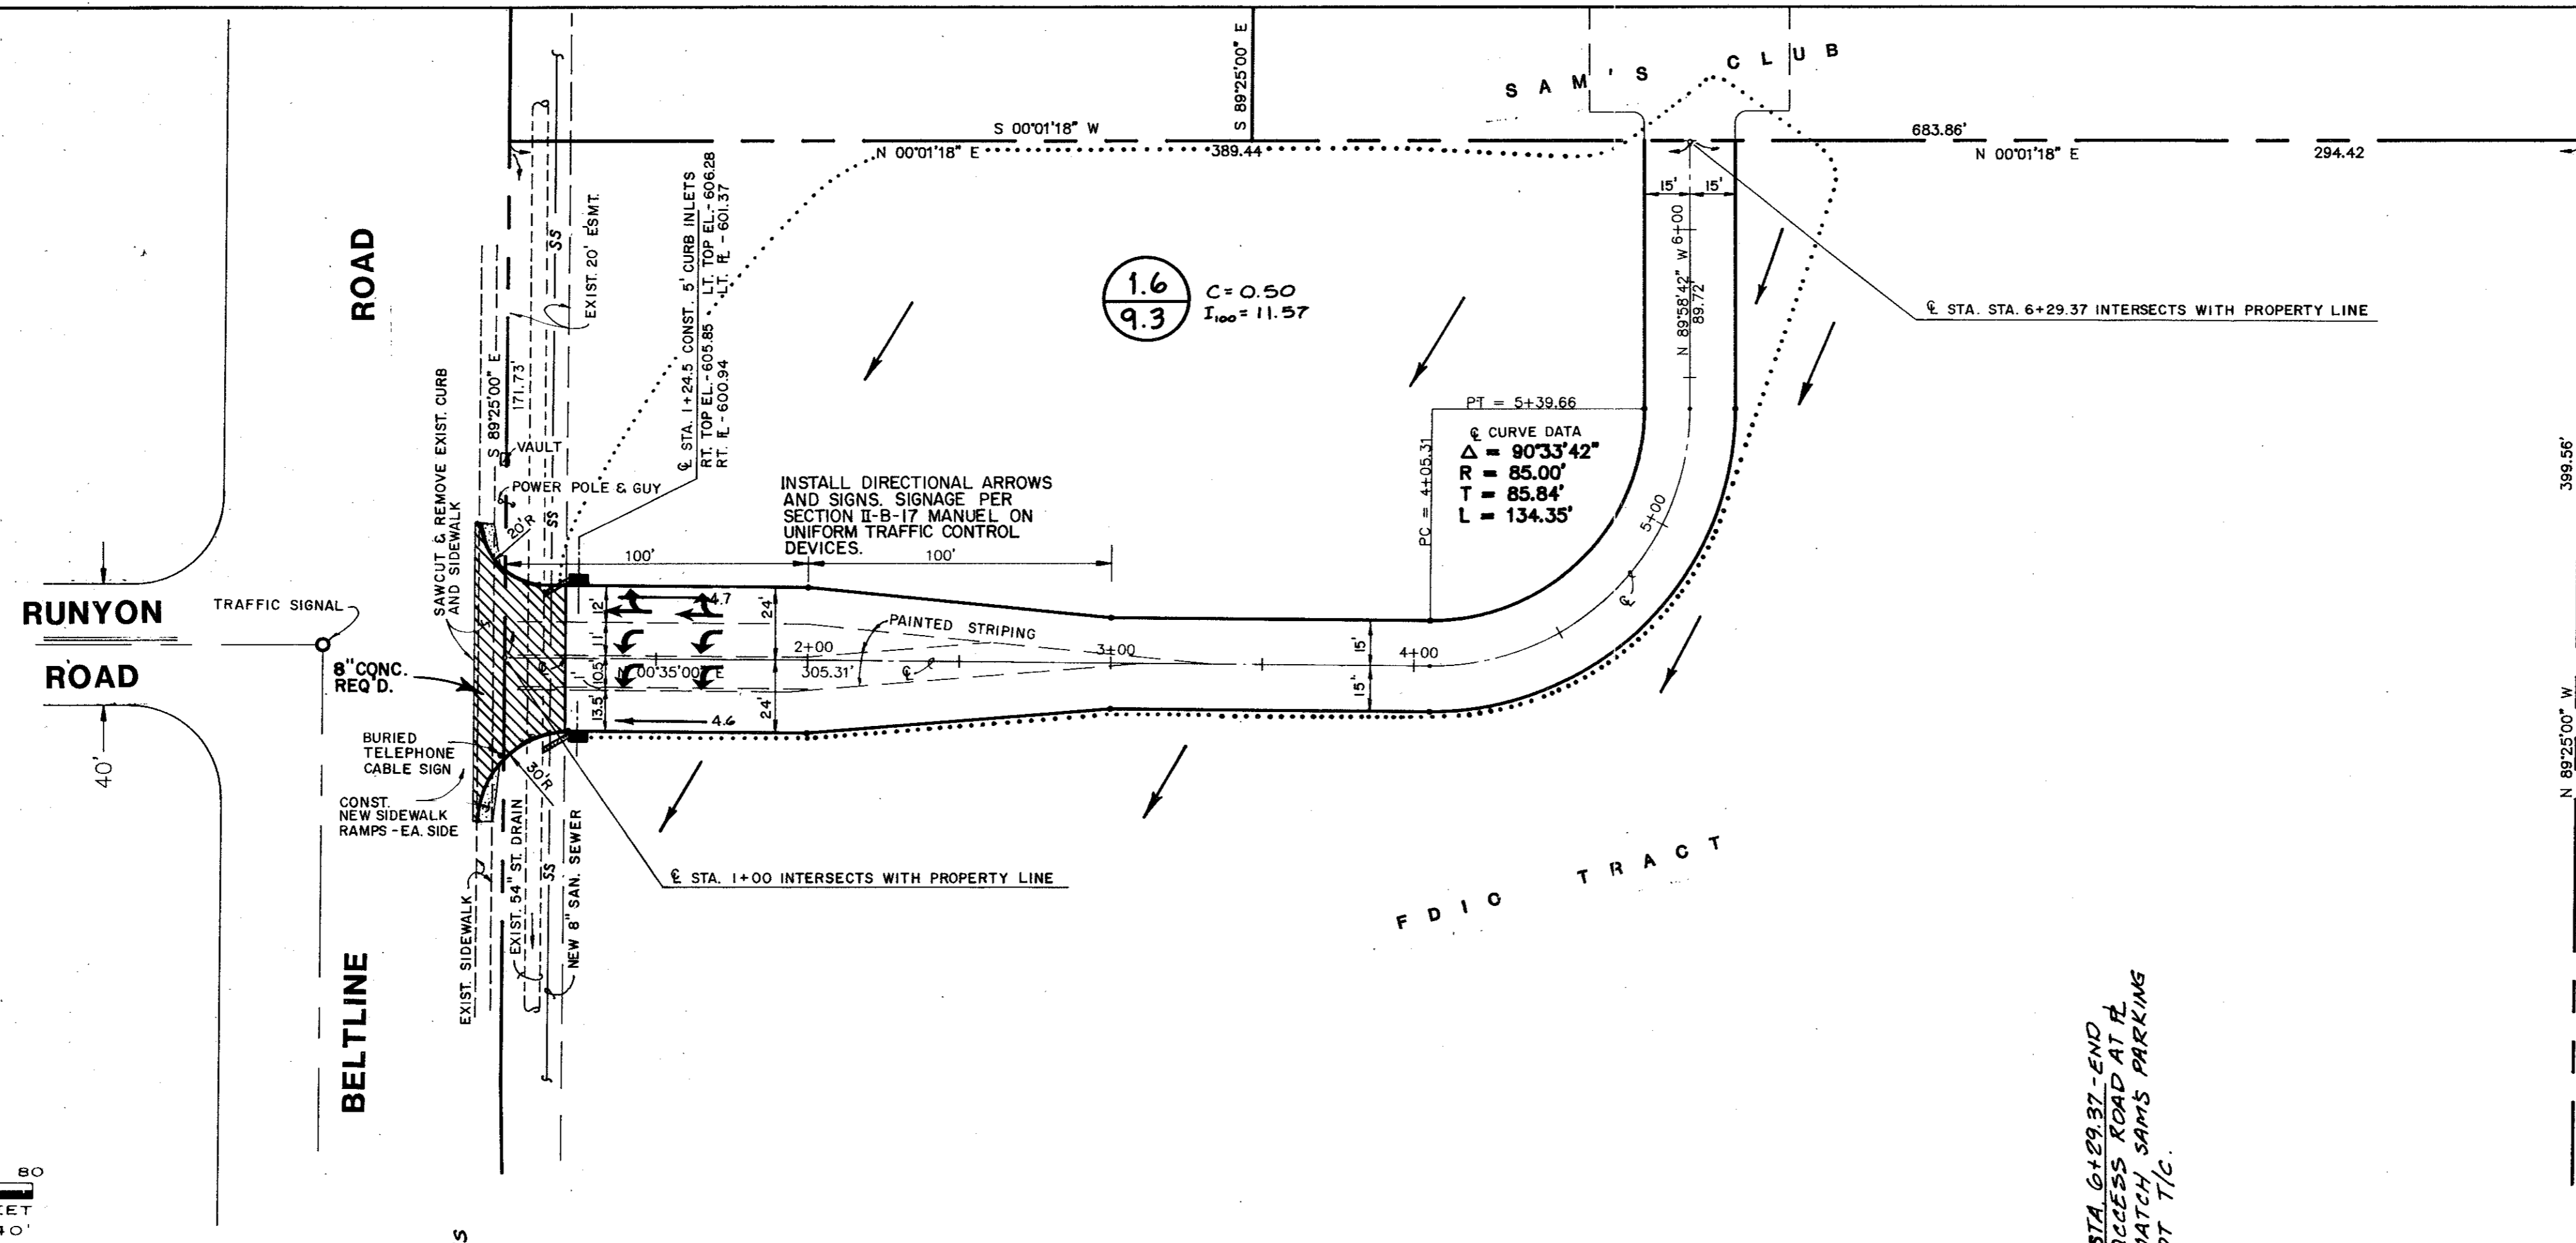 S A M ' S C L U B
S 89°25'00" E
S 00°01'18" W
N 00°01'18" E
389.44
683.86'
N 00°01'18" E
294.42
15' 15'
N 89°58'42" W
89.72'
6+00
℄ STA. STA. 6+29.37 INTERSECTS WITH PROPERTY LINE
ROAD
SS
EXIST. 20' ESMT.
℄ STA. 1+24.5 CONST. 5' CURB INLETS
RT. TOP EL.-605.85 - LT. TOP EL.-606.28
RT. FL - 600.94 LT. FL - 601.37
1.6
9.3
C = 0.50
I100 = 11.57
S 89°25'00" E
171.73'
SAWCUT & REMOVE EXIST. CURB
AND SIDEWALK
VAULT
POWER POLE & GUY
20'R
SS
INSTALL DIRECTIONAL ARROWS
AND SIGNS. SIGNAGE PER
SECTION II-B-17 MANUEL ON
UNIFORM TRAFFIC CONTROL
DEVICES.
100'
100'
PT = 5+39.66
PC = 4+05.31
℄ CURVE DATA
Δ = 90°33'42"
R = 85.00'
T = 85.84'
L = 134.35'
5+00
℄
399.56'
N 89°25'00" W
RUNYON
ROAD
TRAFFIC SIGNAL
40'
8" CONC.
REQ'D.
12'
11'
10.5'
13.5'
4.7
4.6
24'
24'
PAINTED STRIPING
2+00
3+00
4+00
N 00°35'00" E
305.31'
℄
15'
15'
BURIED
TELEPHONE
CABLE SIGN
30'R
CONST.
NEW SIDEWALK
RAMPS - EA. SIDE
℄ STA. 1+00 INTERSECTS WITH PROPERTY LINE
EXIST. SIDEWALK
EXIST. 54" ST. DRAIN
SS
NEW 8" SAN. SEWER
F D I C T R A C T
BELTLINE
STA. 6+29.37 - END
ACCESS ROAD AT PL
MATCH SAM'S PARKING
T/C.
80
S